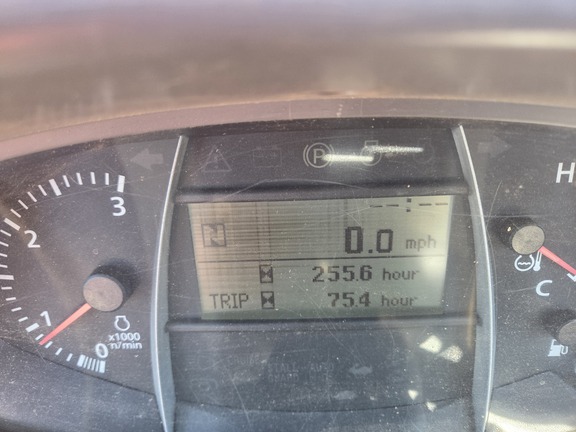 3
2
1
0
x1000
r/min
P
--:--
N
0.0 mph
255.6 hour
TRIP 75.4 hour
H
C